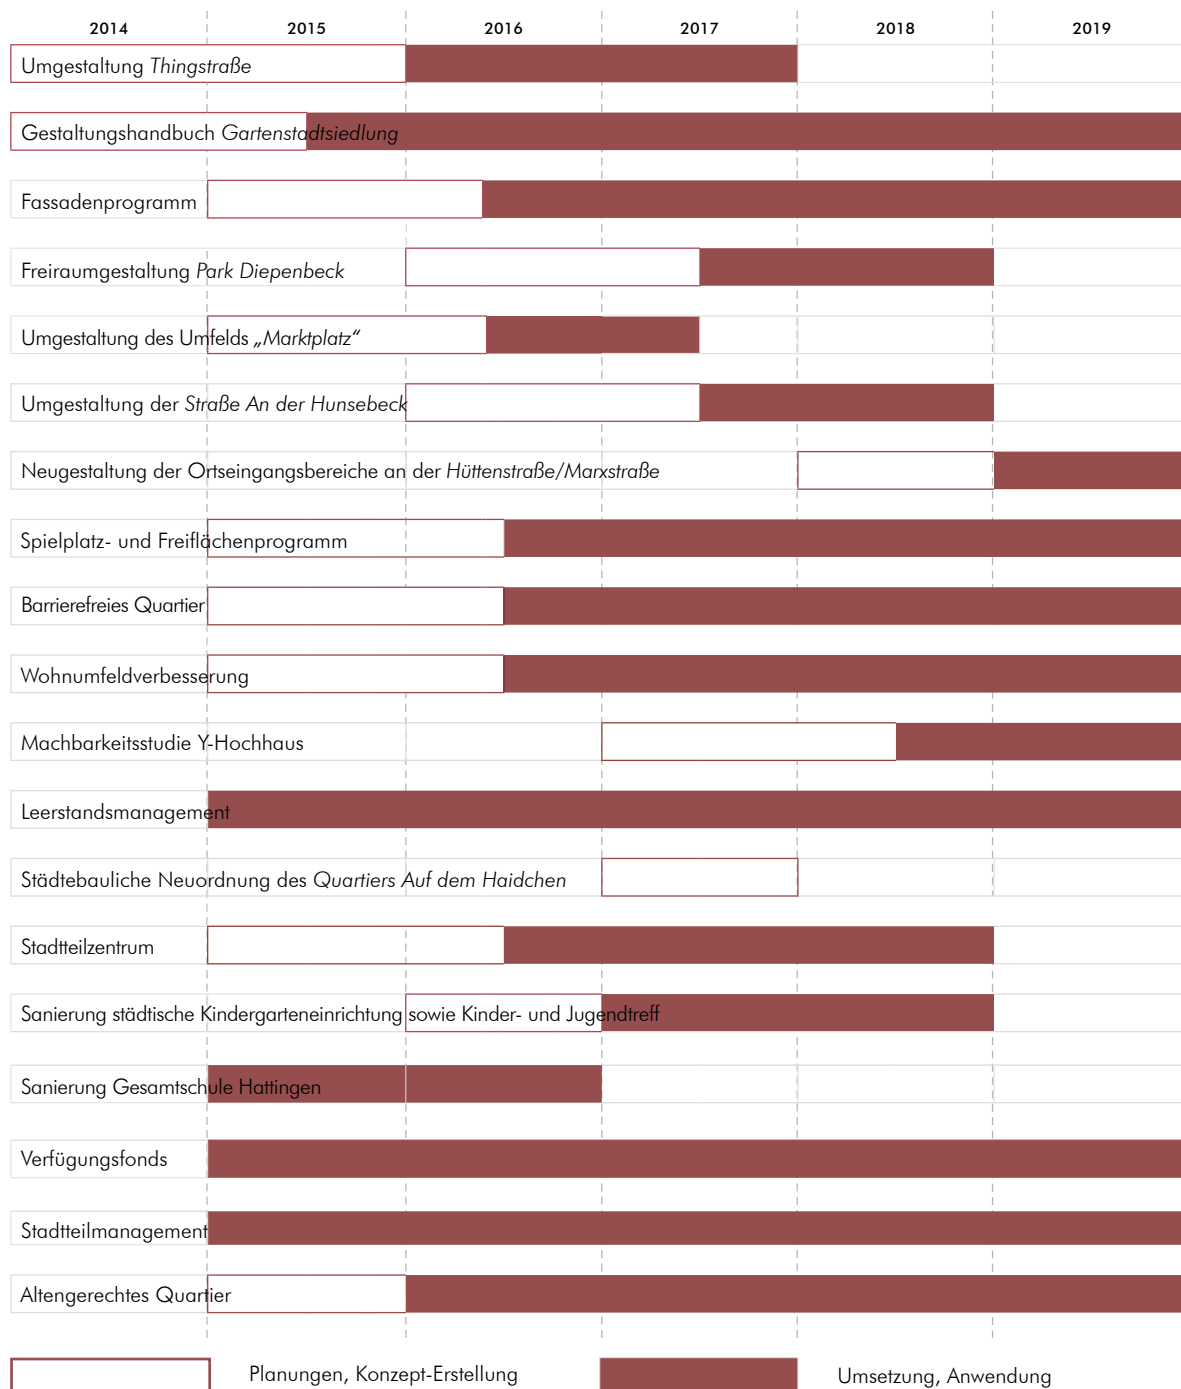 2014 2015 2016 2017 2018 2019
Umgestaltung Thingstraße
Gestaltungshandbuch Gartenstadtsiedlung
Fassadenprogramm
Freiraumgestaltung Park Diepenbeck
Umgestaltung des Umfelds „Marktplatz“
Umgestaltung der Straße An der Hunsebeck
Neugestaltung der Ortseingangsbereiche an der Hüttenstraße/Marxstraße
Spielplatz- und Freiflächenprogramm
Barrierefreies Quartier
Wohnumfeldverbesserung
Machbarkeitsstudie Y-Hochhaus
Leerstandsmanagement
Städtebauliche Neuordnung des Quartiers Auf dem Haidchen
Stadtteilzentrum
Sanierung städtische Kindergarteneinrichtung sowie Kinder- und Jugendtreff
Sanierung Gesamtschule Hattingen
Verfügungsfonds
Stadtteilmanagement
Altengerechtes Quartier
Planungen, Konzept-Erstellung Umsetzung, Anwendung